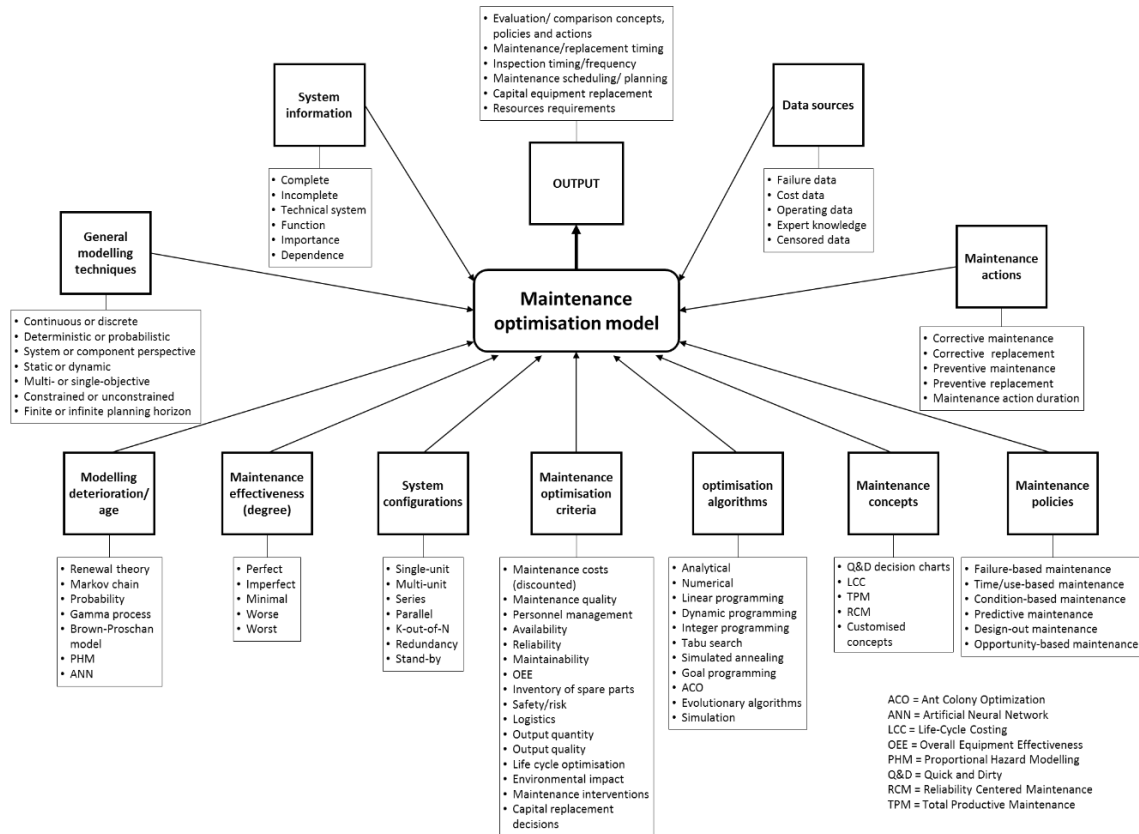 • Evaluation/ comparison concepts,
policies and actions
• Maintenance/replacement timing
• Inspection timing/frequency
• Maintenance scheduling/ planning
• Capital equipment replacement
• Resources requirements
System
information
• Complete
• Incomplete
• Technical system
• Function
• Importance
• Dependence
OUTPUT
Data sources
• Failure data
• Cost data
• Operating data
• Expert knowledge
• Censored data
General
modelling
techniques
• Continuous or discrete
• Deterministic or probabilistic
• System or component perspective
• Static or dynamic
• Multi- or single-objective
• Constrained or unconstrained
• Finite or infinite planning horizon
Maintenance
optimisation model
Maintenance
actions
• Corrective maintenance
• Corrective replacement
• Preventive maintenance
• Preventive replacement
• Maintenance action duration
Modelling
deterioration/
age
• Renewal theory
• Markov chain
• Probability
• Gamma process
• Brown-Proschan
model
• PHM
• ANN
Maintenance
effectiveness
(degree)
• Perfect
• Imperfect
• Minimal
• Worse
• Worst
System
configurations
• Single-unit
• Multi-unit
• Series
• Parallel
• K-out-of-N
• Redundancy
• Stand-by
Maintenance
optimisation
criteria
• Maintenance costs
(discounted)
• Maintenance quality
• Personnel management
• Availability
• Reliability
• Maintainability
• OEE
• Inventory of spare parts
• Safety/risk
• Logistics
• Output quantity
• Output quality
• Life cycle optimisation
• Environmental impact
• Maintenance interventions
• Capital replacement
decisions
optimisation
algorithms
• Analytical
• Numerical
• Linear programming
• Dynamic programming
• Integer programming
• Tabu search
• Simulated annealing
• Goal programming
• ACO
• Evolutionary algorithms
• Simulation
Maintenance
concepts
• Q&D decision charts
• LCC
• TPM
• RCM
• Customised
concepts
Maintenance
policies
• Failure-based maintenance
• Time/use-based maintenance
• Condition-based maintenance
• Predictive maintenance
• Design-out maintenance
• Opportunity-based maintenance
ACO = Ant Colony Optimization
ANN = Artificial Neural Network
LCC = Life-Cycle Costing
OEE = Overall Equipment Effectiveness
PHM = Proportional Hazard Modelling
Q&D = Quick and Dirty
RCM = Reliability Centered Maintenance
TPM = Total Productive Maintenance